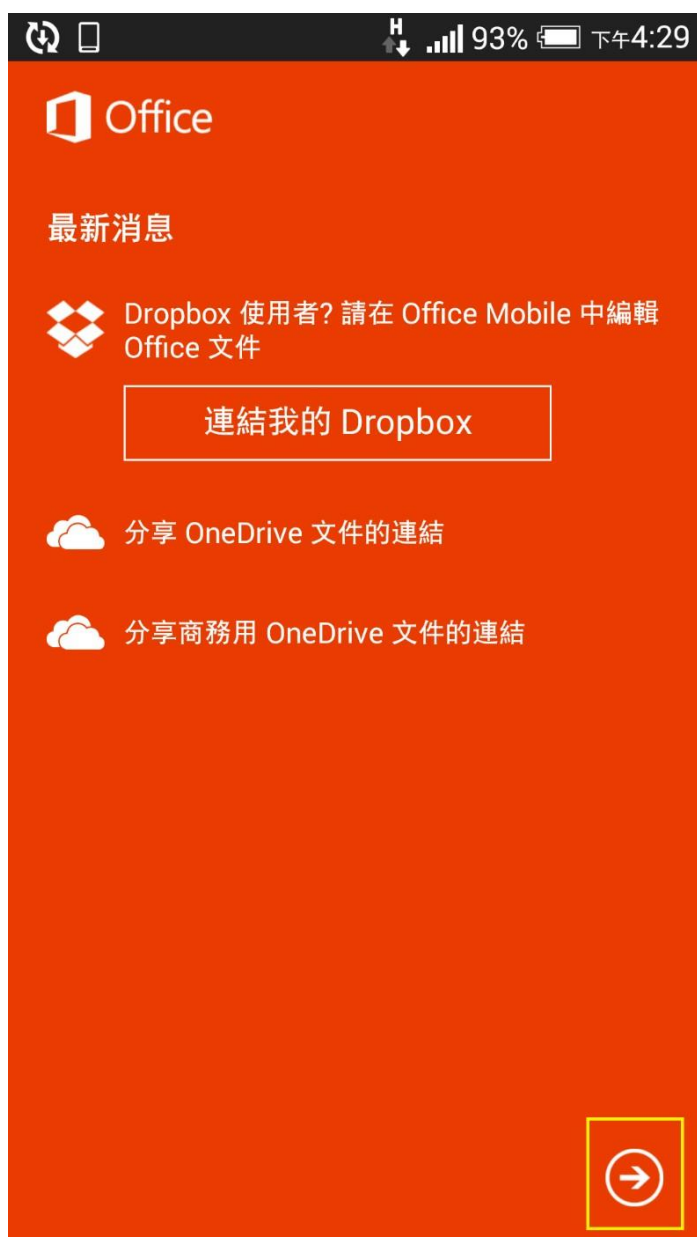 H 93% 下午4:29
Office
最新消息
Dropbox 使用者? 請在 Office Mobile 中編輯
Office 文件
連結我的 Dropbox
分享 OneDrive 文件的連結
分享商務用 OneDrive 文件的連結